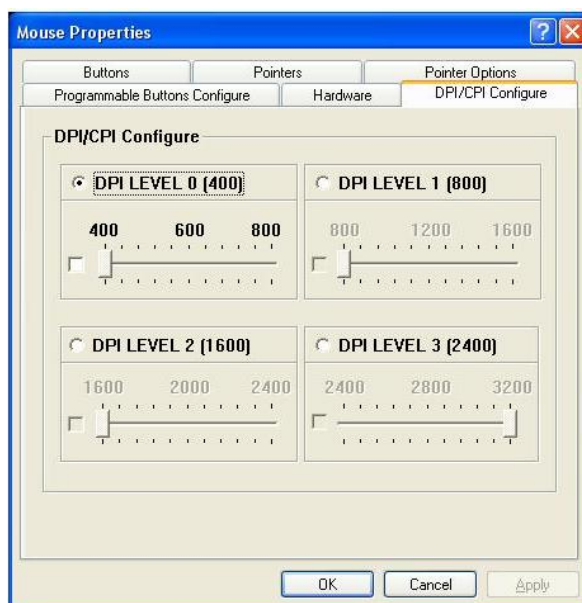 Mouse Properties
Buttons Pointers Pointer Options
Programmable Buttons Configure Hardware DPI/CPI Configure
DPI/CPI Configure
DPI LEVEL 0 (400) DPI LEVEL 1 (800)
400 600 800 800 1200 1600
DPI LEVEL 2 (1600) DPI LEVEL 3 (2400)
1600 2000 2400 2400 2800 3200
OK Cancel Apply